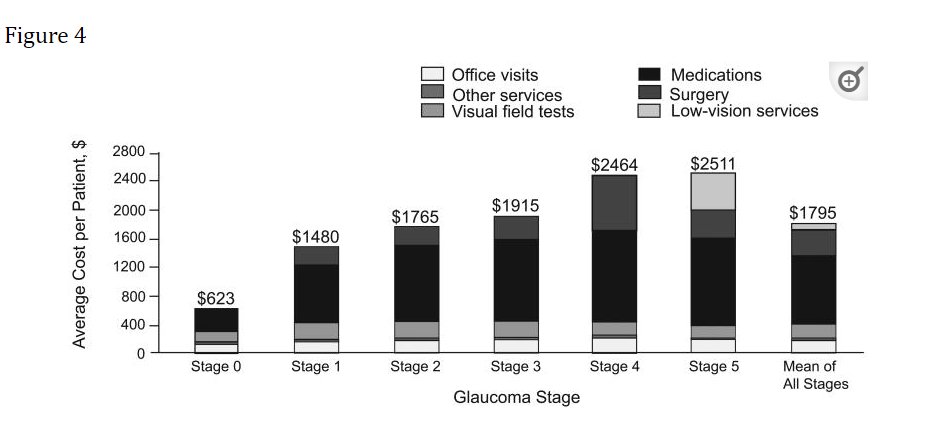 Figure 4
Office visits
Other services
Visual field tests
Medications
Surgery
Low-vision services
Average Cost per Patient, $
2800
2400
2000
1600
1200
800
400
0
$623
$1480
$1765
$1915
$2464
$2511
$1795
Stage 0
Stage 1
Stage 2
Stage 3
Stage 4
Stage 5
Mean of
All Stages
Glaucoma Stage